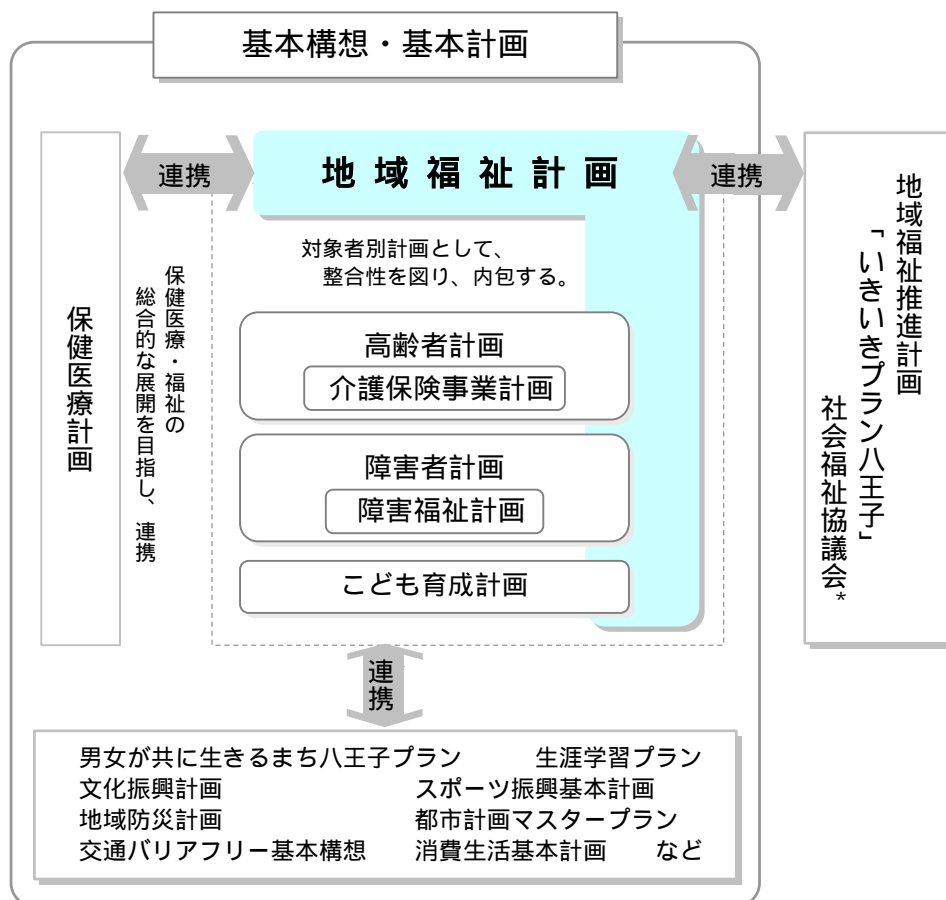 基本構想・基本計画
連携
地域福祉計画
連携
対象者別計画として、
整合性を図り、内包する。
保健医療計画
保健医療・福祉の
総合的な展開を目指し、連携
高齢者計画
介護保険事業計画
障害者計画
障害福祉計画
こども育成計画
地域福祉推進計画
「いきいきプラン八王子」
社会福祉協議会*
連携
男女が共に生きるまち八王子プラン 生涯学習プラン
文化振興計画 スポーツ振興基本計画
地域防災計画 都市計画マスタープラン
交通バリアフリー基本構想 消費生活基本計画 など